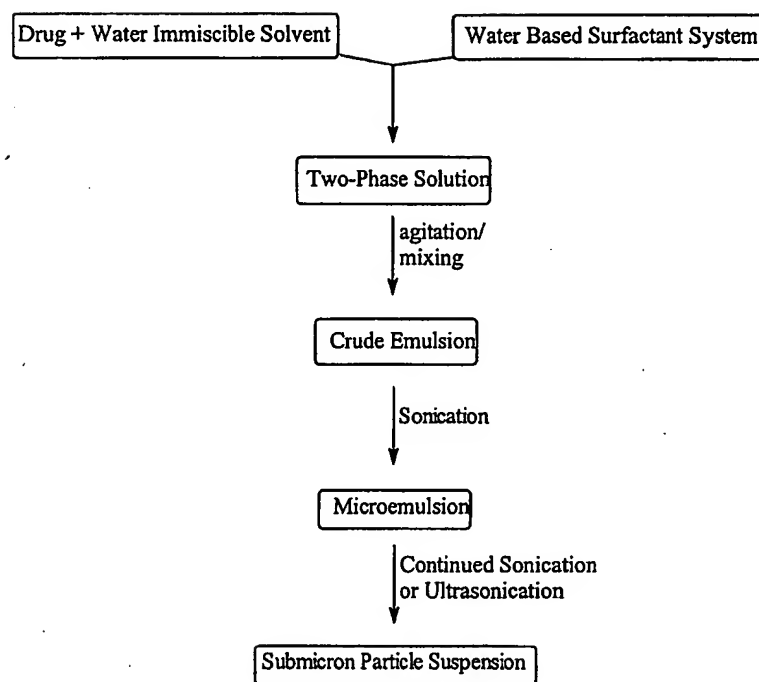 Drug + Water Immiscible Solvent
Water Based Surfactant System
Two-Phase Solution
agitation/
mixing
Crude Emulsion
Sonication
Microemulsion
Continued Sonication
or Ultrasonication
Submicron Particle Suspension